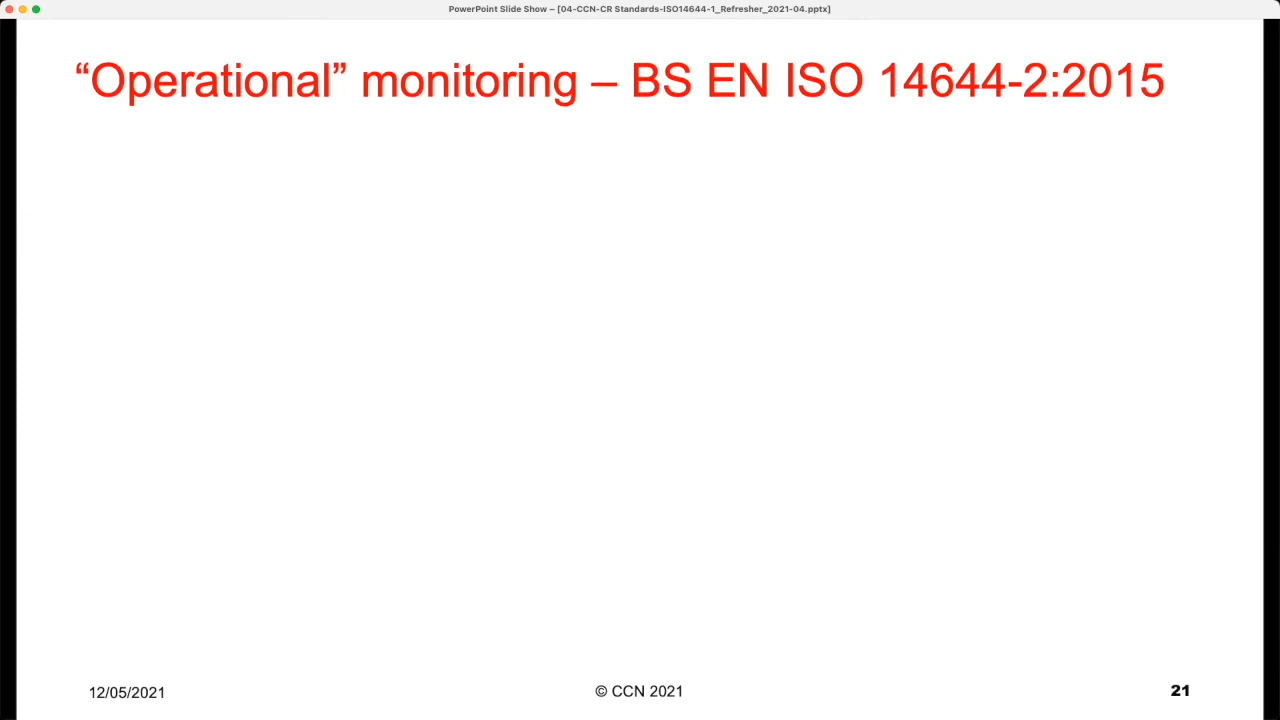 PowerPoint Slide Show – [04-CCN-CR Standards-ISO14644-1_Refresher_2021-04.pptx]
“Operational” monitoring – BS EN ISO 14644-2:2015
12/05/2021
© CCN 2021
21